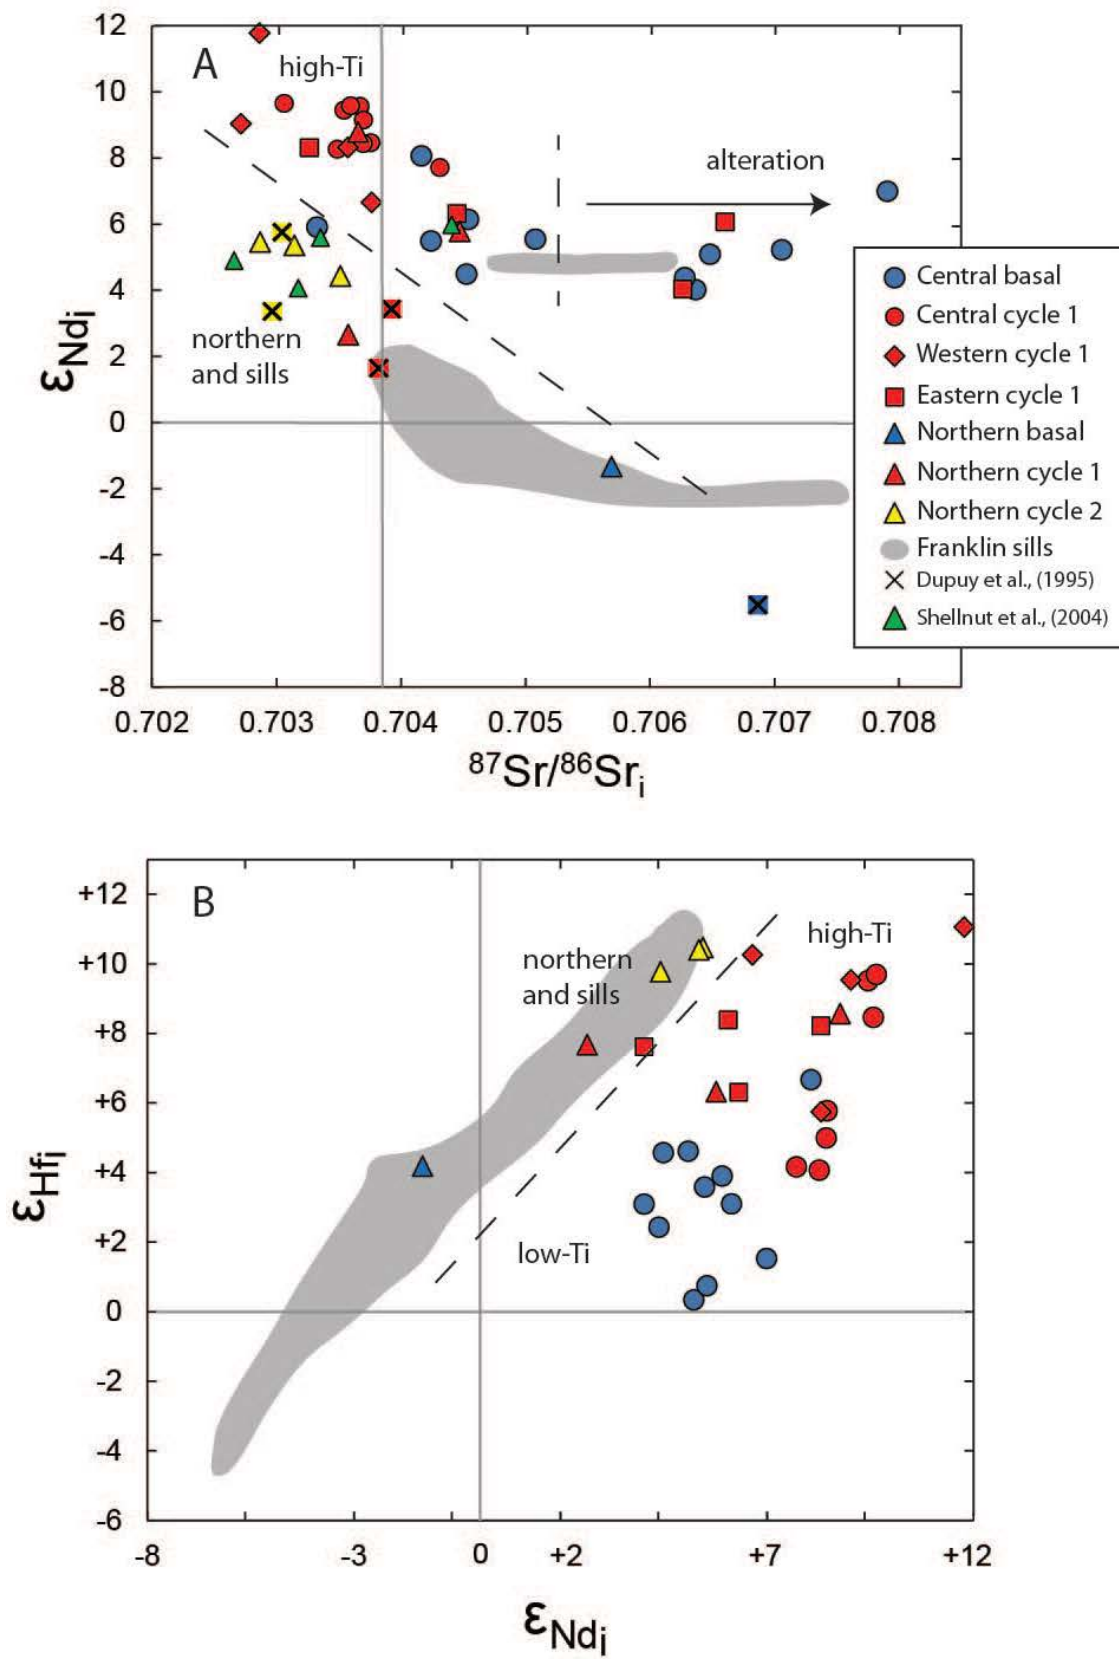 A
high-Ti
alteration
northern
and sills
12
10
8
6
4
2
0
-2
-4
-6
-8
εNdi
0.702 0.703 0.704 0.705 0.706 0.707 0.708
87Sr/86Sri
Central basal
Central cycle 1
Western cycle 1
Eastern cycle 1
Northern basal
Northern cycle 1
Northern cycle 2
Franklin sills
Dupuy et al., (1995)
Shellnut et al., (2004)
B
high-Ti
northern
and sills
low-Ti
+12
+10
+8
+6
+4
+2
0
-2
-4
-6
εHfi
-8 -3 0 +2 +7 +12
εNdi